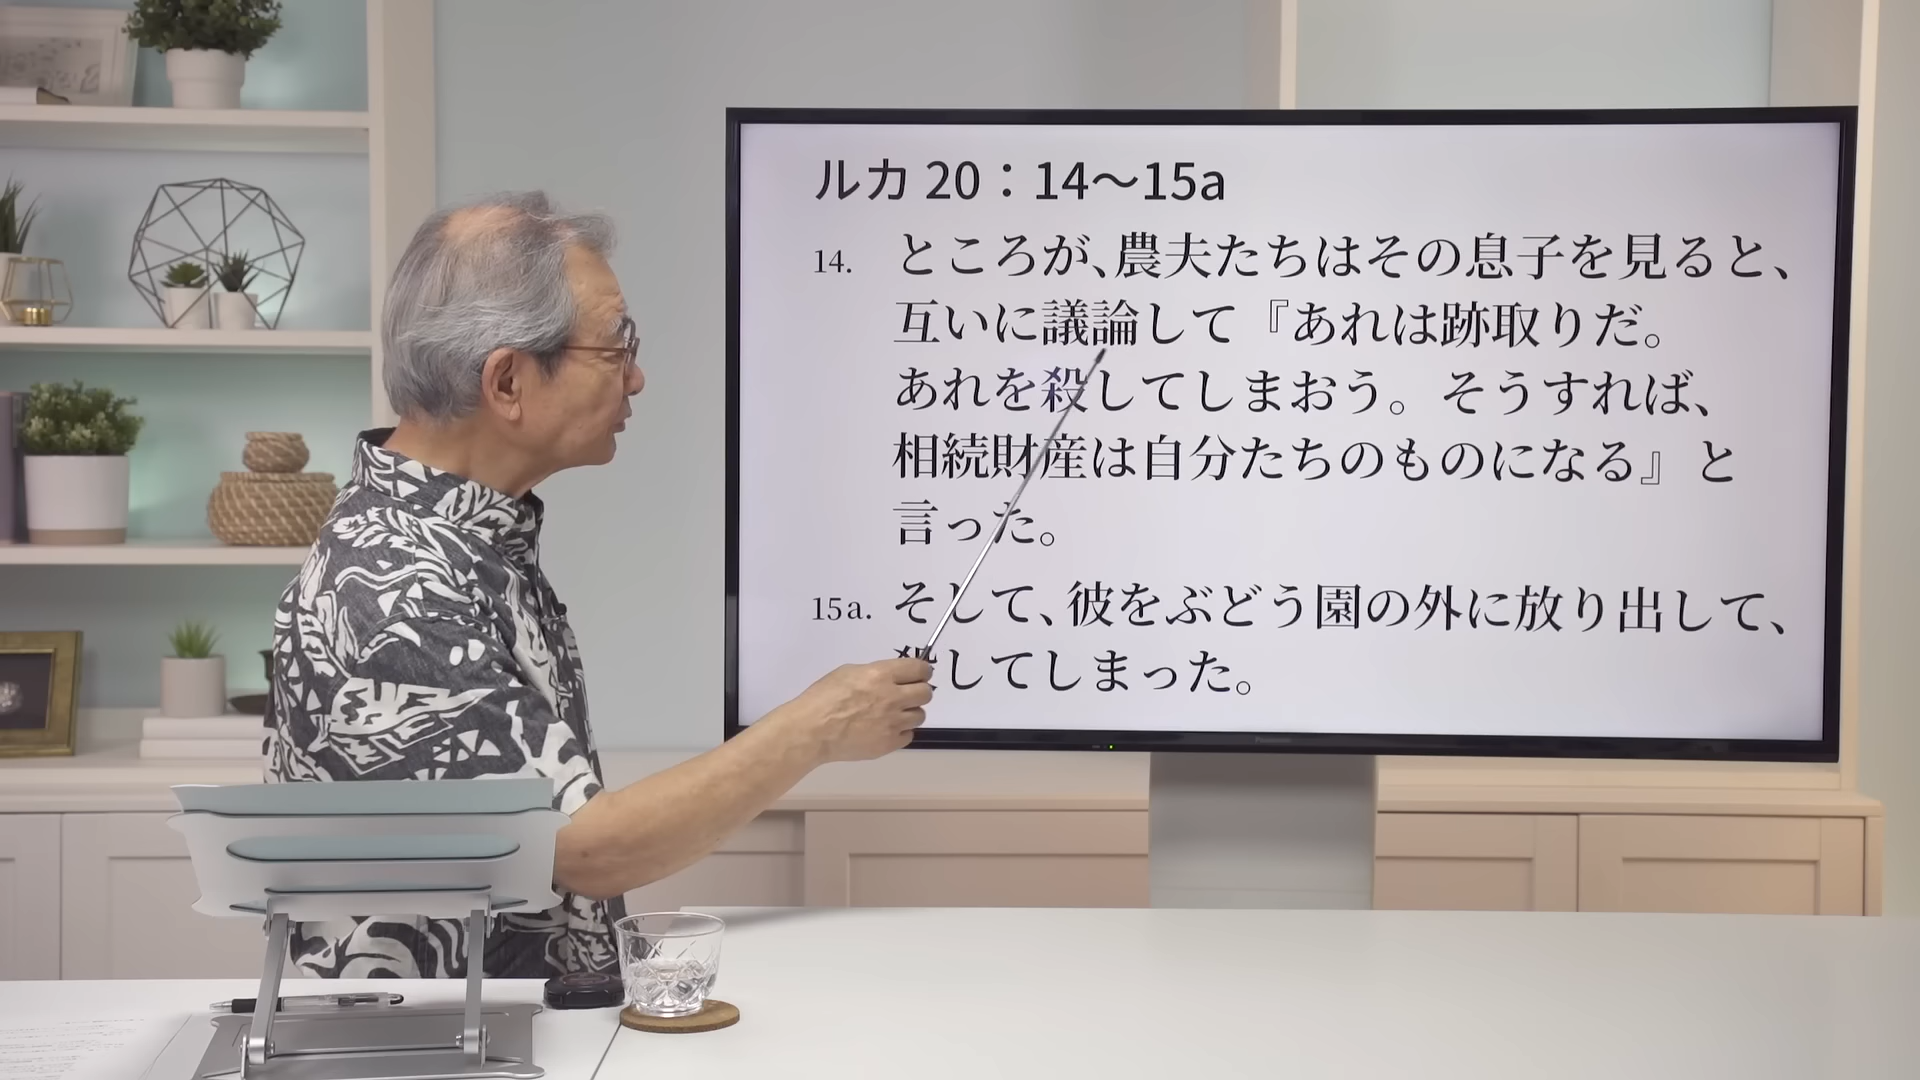 ルカ 20：14〜15a
14. ところが、農夫たちはその息子を見ると、
互いに議論して『あれは跡取りだ。
あれを殺してしまおう。そうすれば、
相続財産は自分たちのものになる』と
言った。
15a. そして、彼をぶどう園の外に放り出して、
殺してしまった。